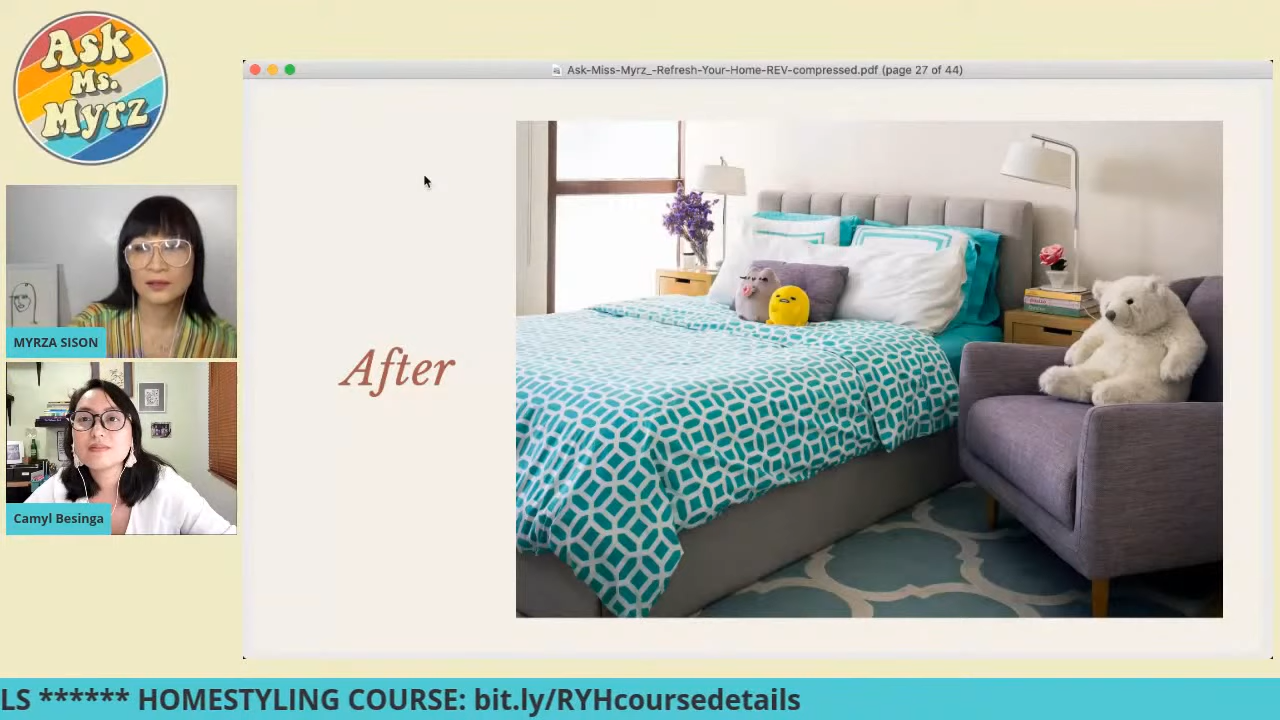 Ask
Ms.
Myrz
Ask-Miss-Myrz_-Refresh-Your-Home-REV-compressed.pdf (page 27 of 44)
MYRZA SISON
Camyl Besinga
After
LS ****** HOMESTYLING COURSE: bit.ly/RYHcoursedetails